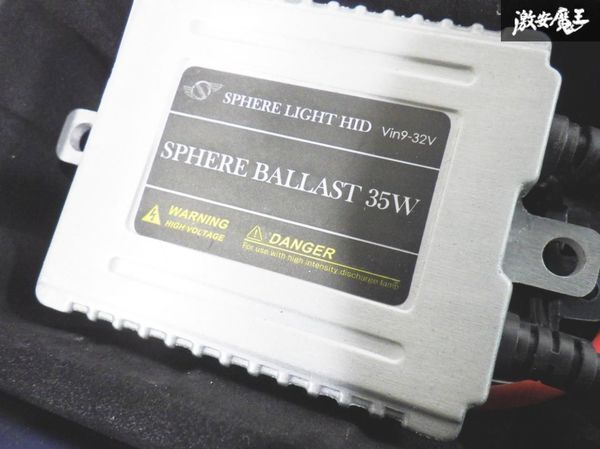 激安魔王
SPHERE LIGHT HID Vin9-32V
SPHERE BALLAST 35W
WARNING
HIGH VOLTAGE
DANGER
For use with high intensity discharge lamp